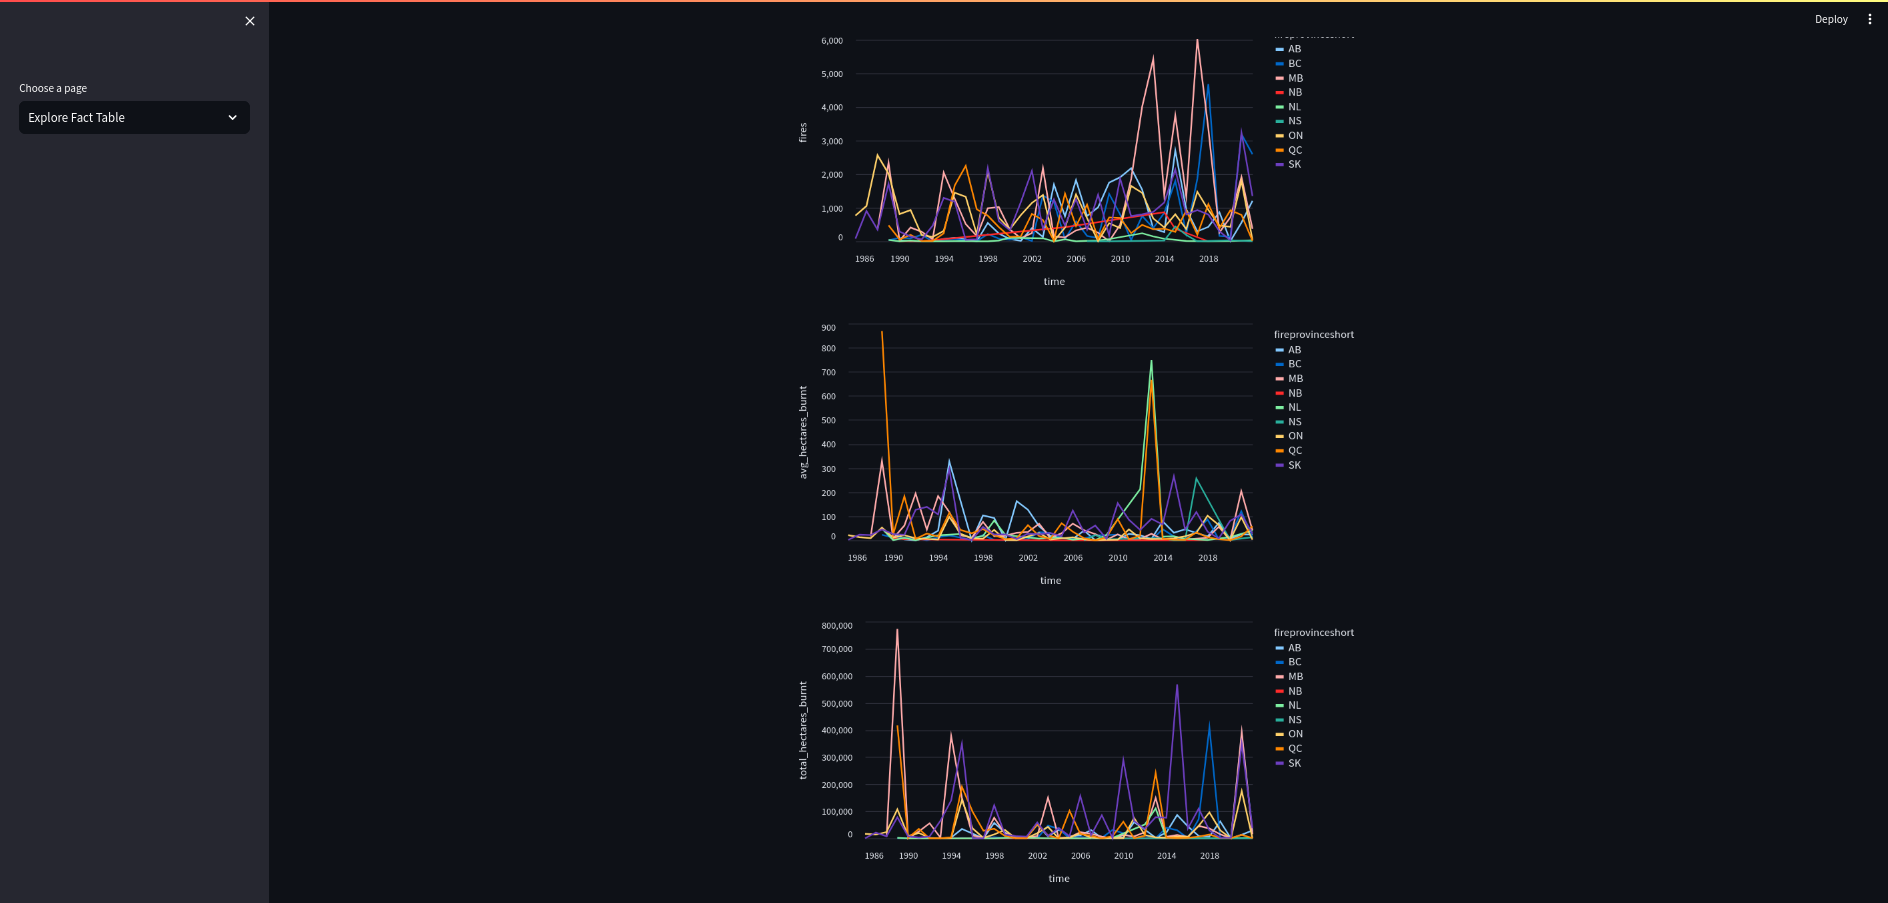 Deploy
Choose a page
Explore Fact Table
fireprovinceshort
6,000
5,000
4,000
3,000
2,000
1,000
0
fires
1986 1990 1994 1998 2002 2006 2010 2014 2018
time
AB
BC
MB
NB
NL
NS
ON
QC
SK
900
800
700
600
500
400
300
200
100
0
avg_hectares_burnt
1986 1990 1994 1998 2002 2006 2010 2014 2018
time
fireprovinceshort
AB
BC
MB
NB
NL
NS
ON
QC
SK
800,000
700,000
600,000
500,000
400,000
300,000
200,000
100,000
0
total_hectares_burnt
1986 1990 1994 1998 2002 2006 2010 2014 2018
time
fireprovinceshort
AB
BC
MB
NB
NL
NS
ON
QC
SK